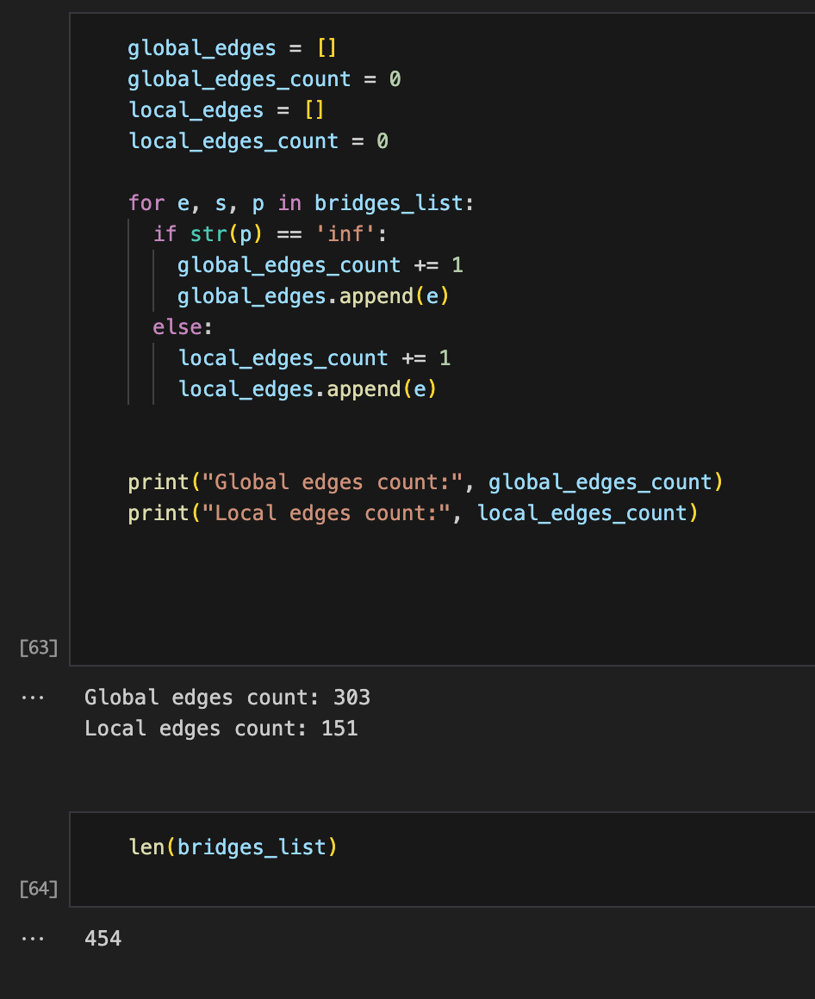 global_edges = []
global_edges_count = 0
local_edges = []
local_edges_count = 0
for e, s, p in bridges_list:
if str(p) == 'inf':
global_edges_count += 1
global_edges.append(e)
else:
local_edges_count += 1
local_edges.append(e)
print("Global edges count:", global_edges_count)
print("Local edges count:", local_edges_count)
[63]
... Global edges count: 303
Local edges count: 151
len(bridges_list)
[64]
... 454